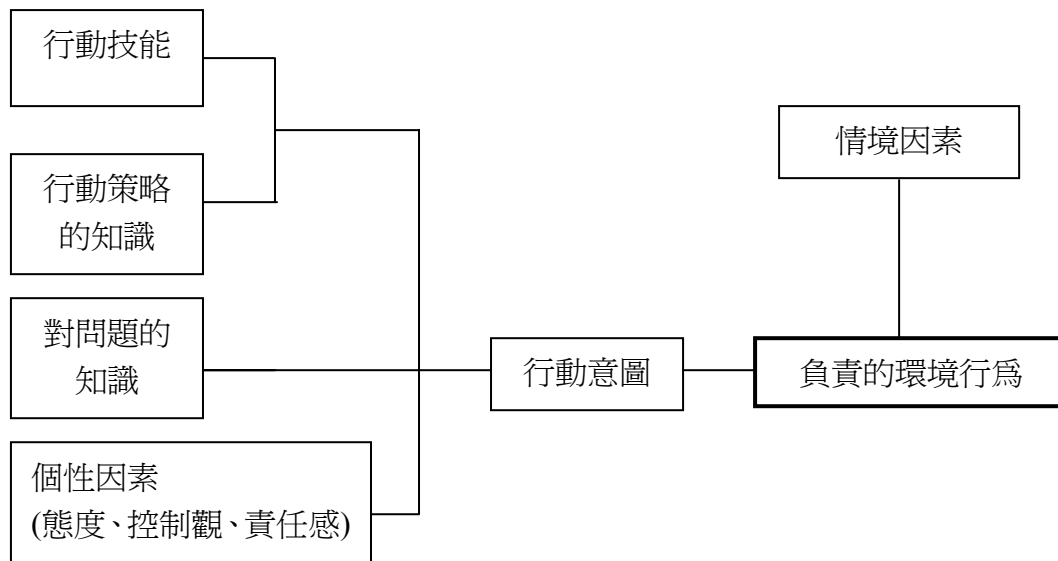 行動技能
行動策略
的知識
對問題的
知識
個性因素
(態度、控制觀、責任感)
行動意圖
情境因素
負責的環境行爲